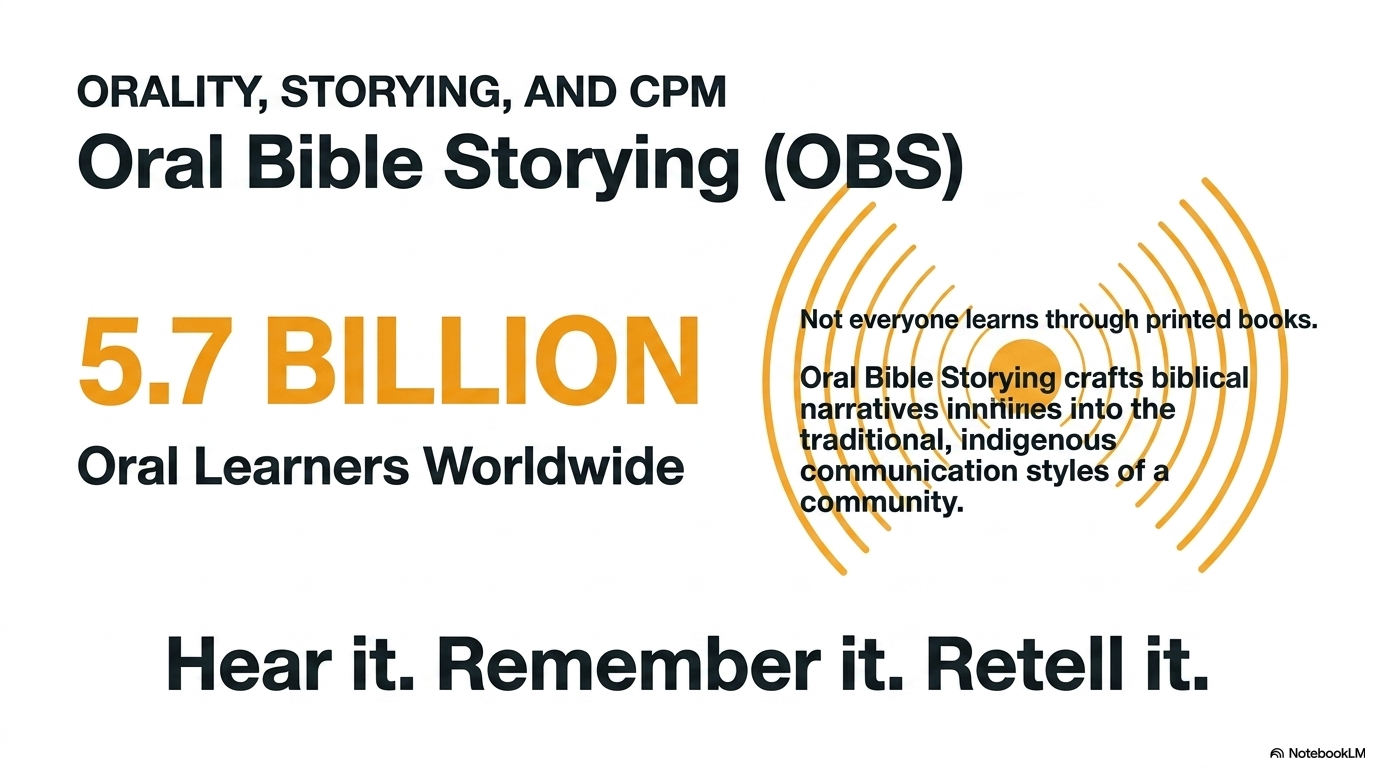 ORALITY, STORYING, AND CPM
Oral Bible Storying (OBS)
5.7 BILLION
Oral Learners Worldwide
Not everyone learns through printed books.
Oral Bible Storying crafts biblical
narratives into the
traditional, indigenous
communication styles of a
community.
Hear it. Remember it. Retell it.
NotebookLM